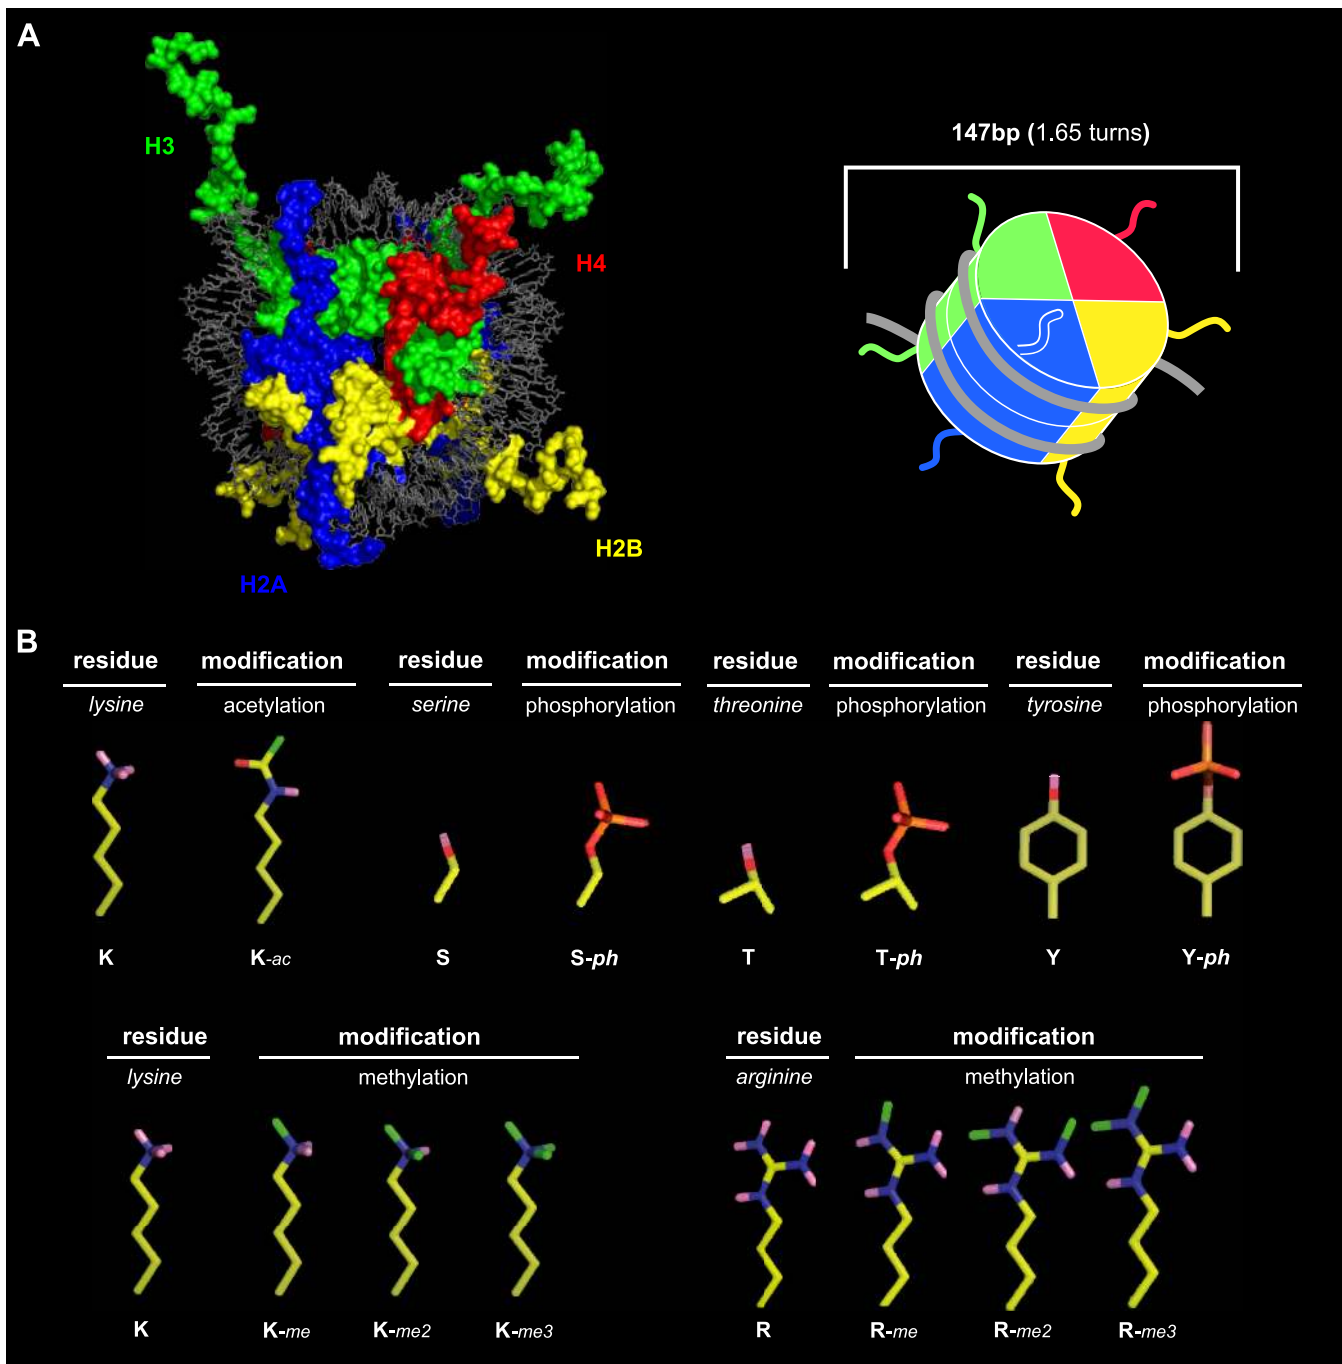 A
H3
147bp (1.65 turns)
H4
H2B
H2A
B
residue modification residue modification residue modification residue modification
lysine acetylation serine phosphorylation threonine phosphorylation tyrosine phosphorylation
K K-ac S S-ph T T-ph Y Y-ph
residue modification residue modification
lysine methylation arginine methylation
K K-me K-me2 K-me3 R R-me R-me2 R-me3